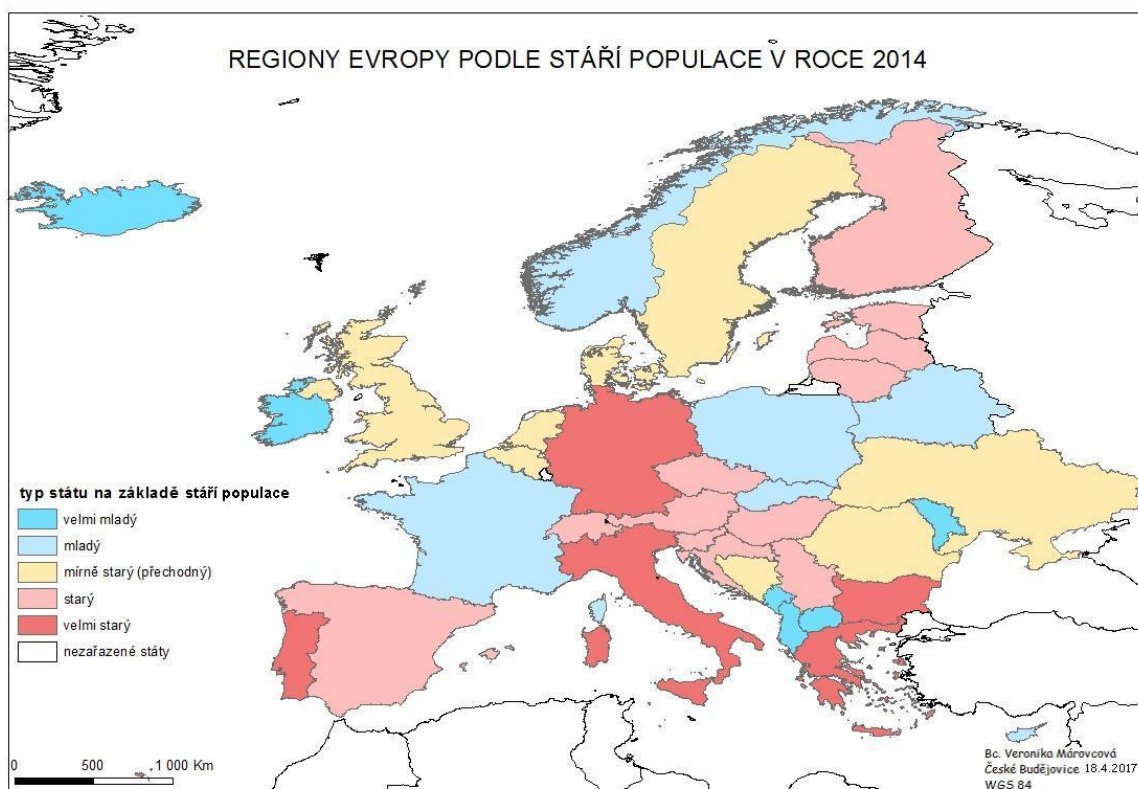 REGIONY EVROPY PODLE STÁŘÍ POPULACE V ROCE 2014
typ státu na základě stáří populace
velmi mladý
mladý
mírně starý (přechodný)
starý
velmi starý
nezařazené státy
0 500 1 000 Km
Bc. Veronika Márovcová
České Budějovice 18.4.2017
WGS 84